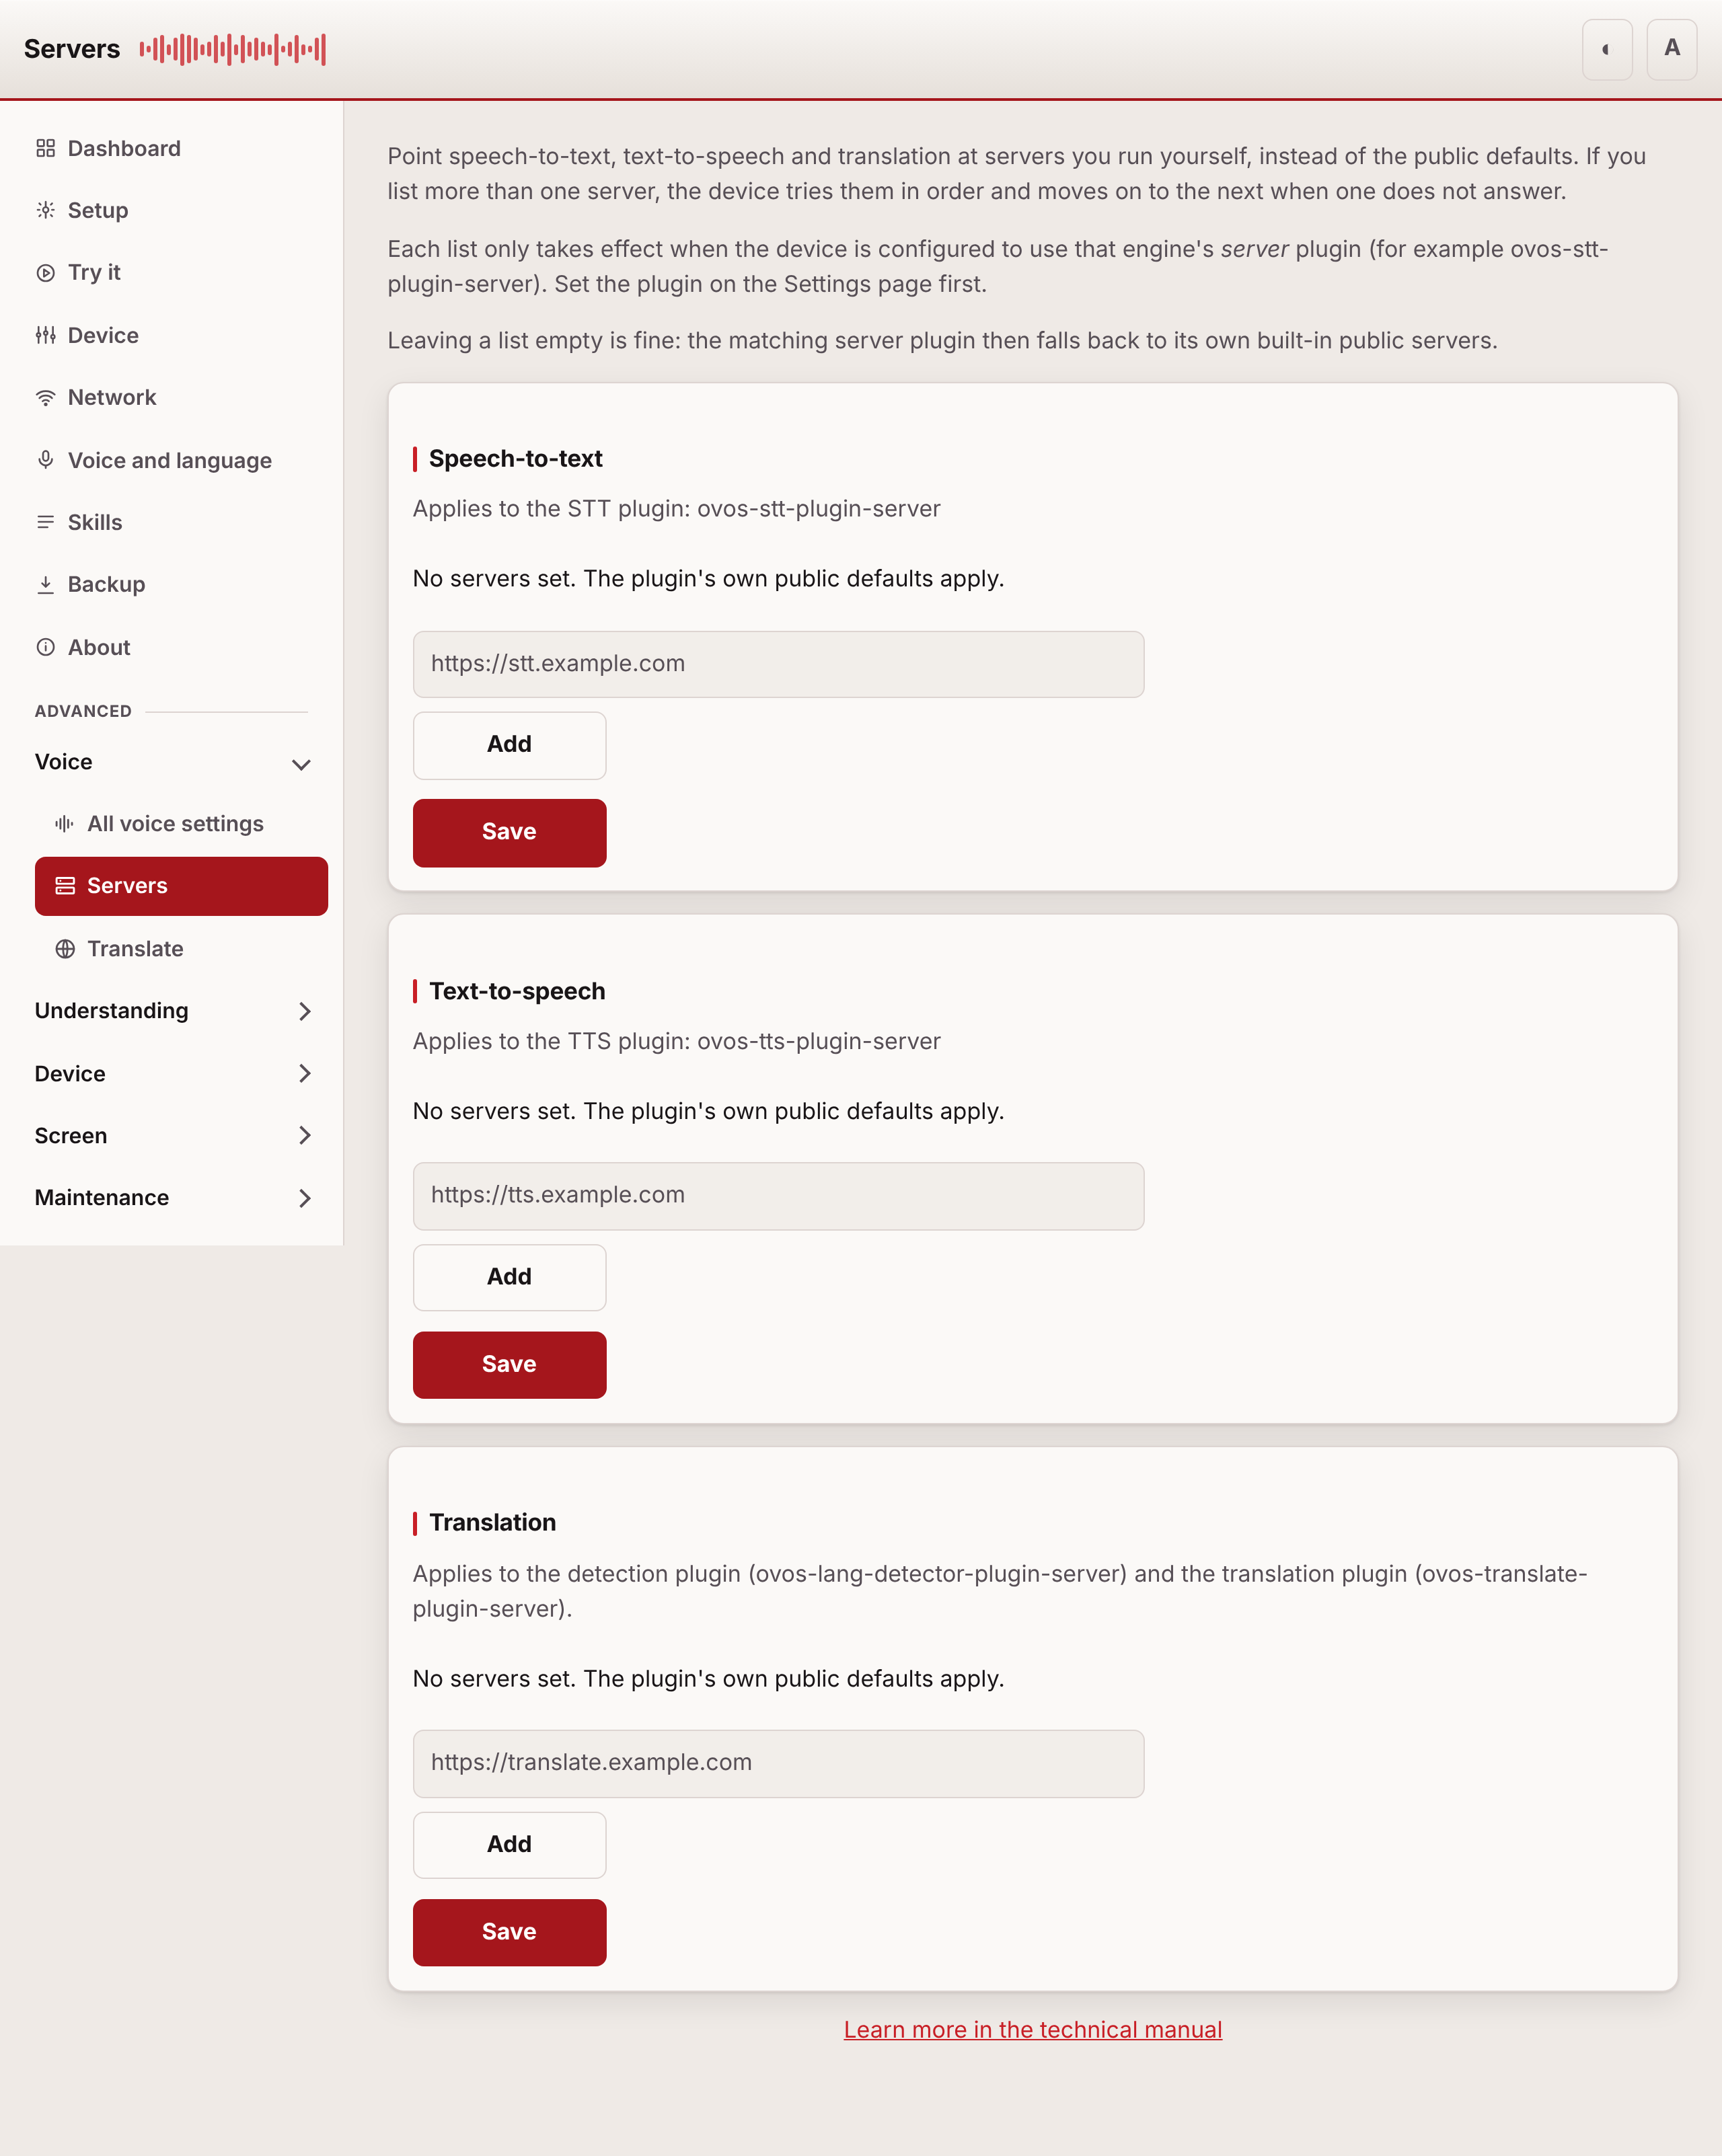 Servers
A
Dashboard
Setup
Try it
Device
Network
Voice and language
Skills
Backup
About
ADVANCED
Voice
All voice settings
Servers
Translate
Understanding
Device
Screen
Maintenance
Point speech-to-text, text-to-speech and translation at servers you run yourself, instead of the public defaults. If you
list more than one server, the device tries them in order and moves on to the next when one does not answer.
Each list only takes effect when the device is configured to use that engine's server plugin (for example ovos-stt-
plugin-server). Set the plugin on the Settings page first.
Leaving a list empty is fine: the matching server plugin then falls back to its own built-in public servers.
Speech-to-text
Applies to the STT plugin: ovos-stt-plugin-server
No servers set. The plugin's own public defaults apply.
https://stt.example.com
Add
Save
Text-to-speech
Applies to the TTS plugin: ovos-tts-plugin-server
No servers set. The plugin's own public defaults apply.
https://tts.example.com
Add
Save
Translation
Applies to the detection plugin (ovos-lang-detector-plugin-server) and the translation plugin (ovos-translate-
plugin-server).
No servers set. The plugin's own public defaults apply.
https://translate.example.com
Add
Save
Learn more in the technical manual